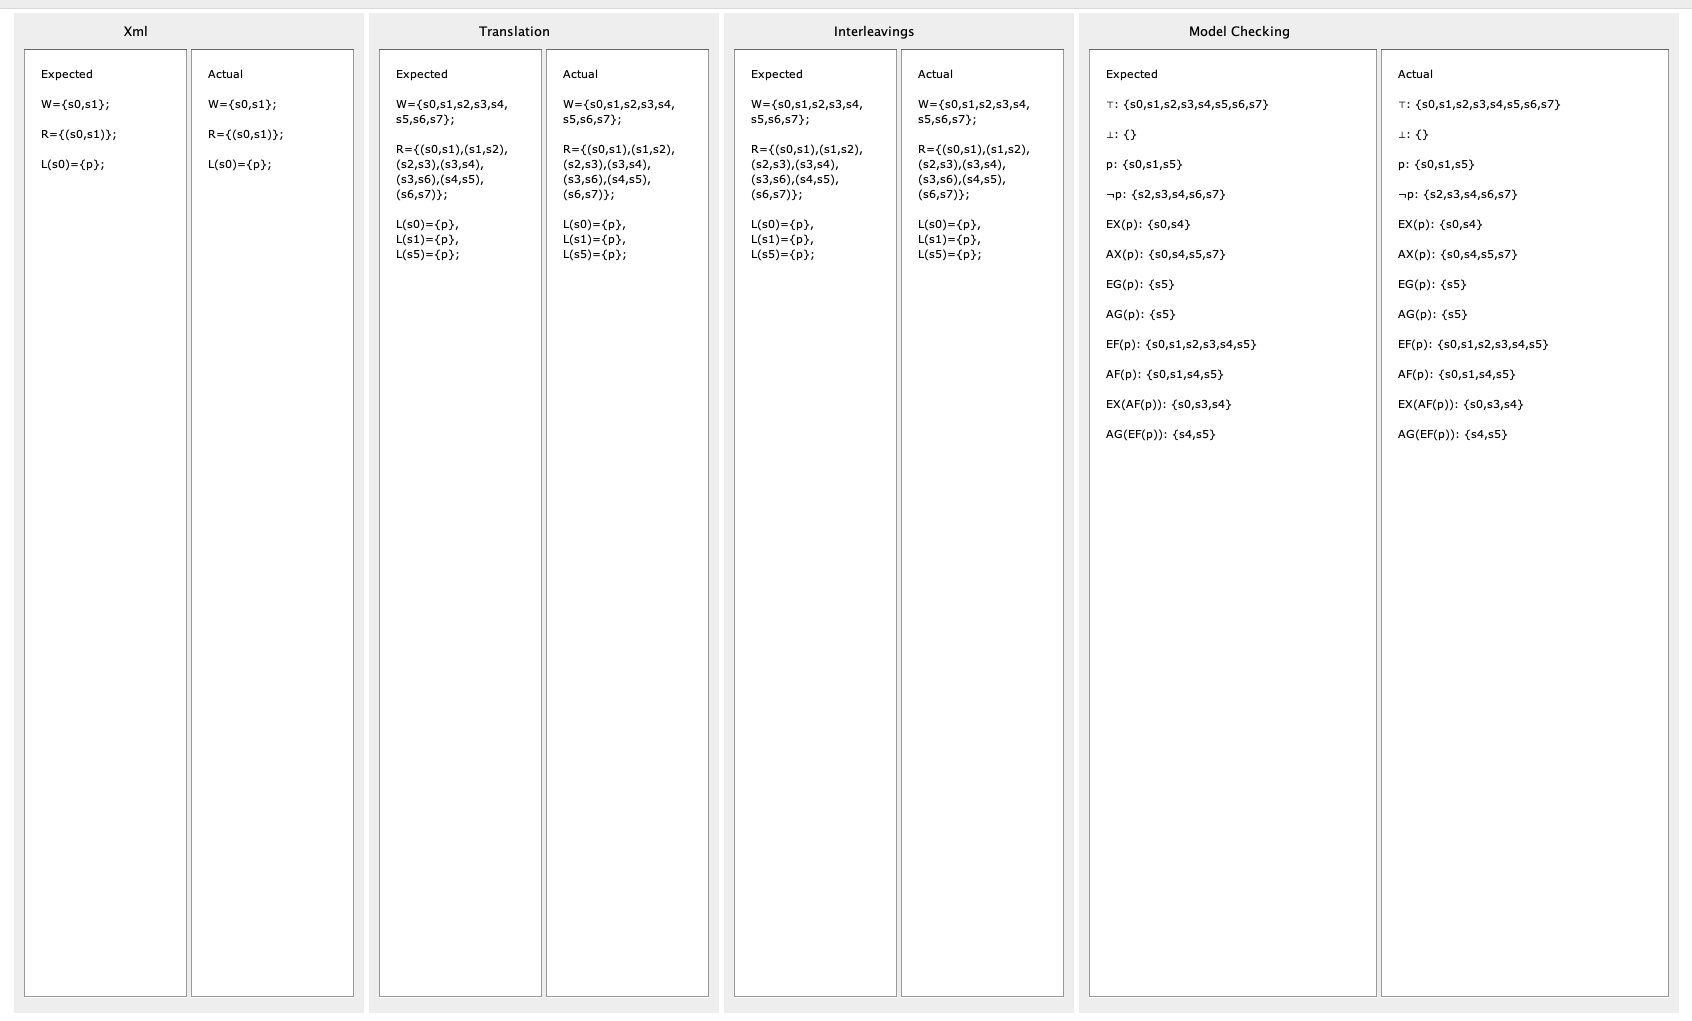 Xml
Expected
W={s0,s1};
R={(s0,s1)};
L(s0)={p};
Actual
W={s0,s1};
R={(s0,s1)};
L(s0)={p};
Translation
Expected
W={s0,s1,s2,s3,s4,
s5,s6,s7};
R={(s0,s1),(s1,s2),
(s2,s3),(s3,s4),
(s3,s6),(s4,s5),
(s6,s7)};
L(s0)={p},
L(s1)={p},
L(s5)={p};
Actual
W={s0,s1,s2,s3,s4,
s5,s6,s7};
R={(s0,s1),(s1,s2),
(s2,s3),(s3,s4),
(s3,s6),(s4,s5),
(s6,s7)};
L(s0)={p},
L(s1)={p},
L(s5)={p};
Interleavings
Expected
W={s0,s1,s2,s3,s4,
s5,s6,s7};
R={(s0,s1),(s1,s2),
(s2,s3),(s3,s4),
(s3,s6),(s4,s5),
(s6,s7)};
L(s0)={p},
L(s1)={p},
L(s5)={p};
Actual
W={s0,s1,s2,s3,s4,
s5,s6,s7};
R={(s0,s1),(s1,s2),
(s2,s3),(s3,s4),
(s3,s6),(s4,s5),
(s6,s7)};
L(s0)={p},
L(s1)={p},
L(s5)={p};
Model Checking
Expected
⊤: {s0,s1,s2,s3,s4,s5,s6,s7}
⊥: {}
p: {s0,s1,s5}
¬p: {s2,s3,s4,s6,s7}
EX(p): {s0,s4}
AX(p): {s0,s4,s5,s7}
EG(p): {s5}
AG(p): {s5}
EF(p): {s0,s1,s2,s3,s4,s5}
AF(p): {s0,s1,s4,s5}
EX(AF(p)): {s0,s3,s4}
AG(EF(p)): {s4,s5}
Actual
⊤: {s0,s1,s2,s3,s4,s5,s6,s7}
⊥: {}
p: {s0,s1,s5}
¬p: {s2,s3,s4,s6,s7}
EX(p): {s0,s4}
AX(p): {s0,s4,s5,s7}
EG(p): {s5}
AG(p): {s5}
EF(p): {s0,s1,s2,s3,s4,s5}
AF(p): {s0,s1,s4,s5}
EX(AF(p)): {s0,s3,s4}
AG(EF(p)): {s4,s5}